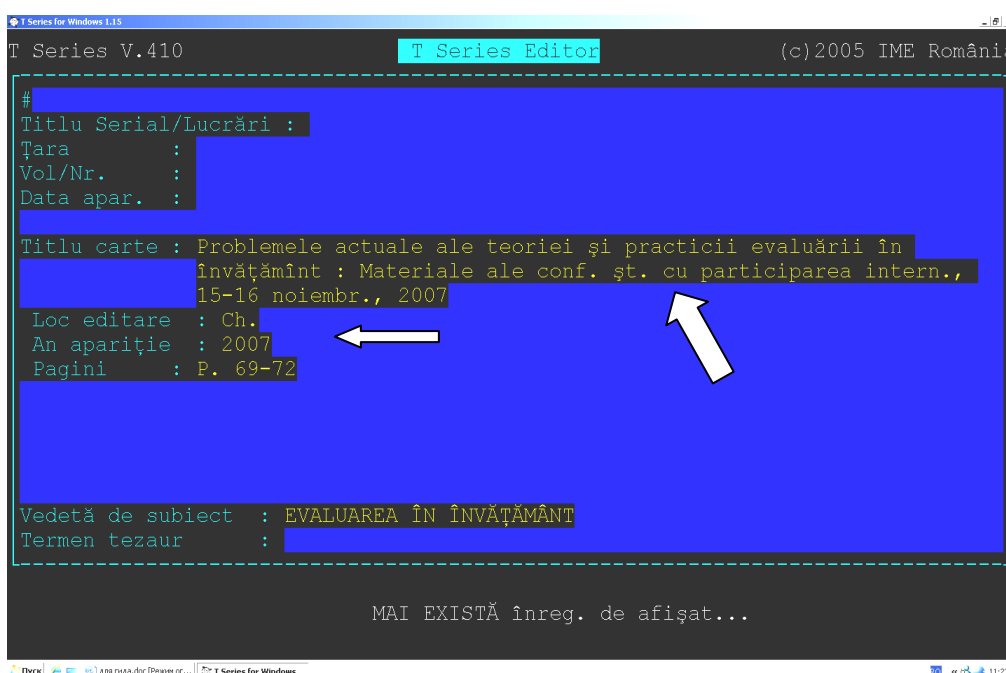 T Series for Windows 1.15
T Series V.410 T Series Editor (c)2005 IME Români
#
Titlu Serial/Lucrări :
Ţara :
Vol/Nr. :
Data apar. :
Titlu carte : Problemele actuale ale teoriei şi practicii evaluării în
învăţămînt : Materiale ale conf. şt. cu participarea intern.,
15-16 noiembr., 2007
Loc editare : Ch.
An apariţie : 2007
Pagini : P. 69-72
Vedetă de subiect : EVALUAREA ÎN ÎNVĂŢĂMÂNT
Termen tezaur :
MAI EXISTĂ înreg. de afişat...
Пуск T Series for Windows